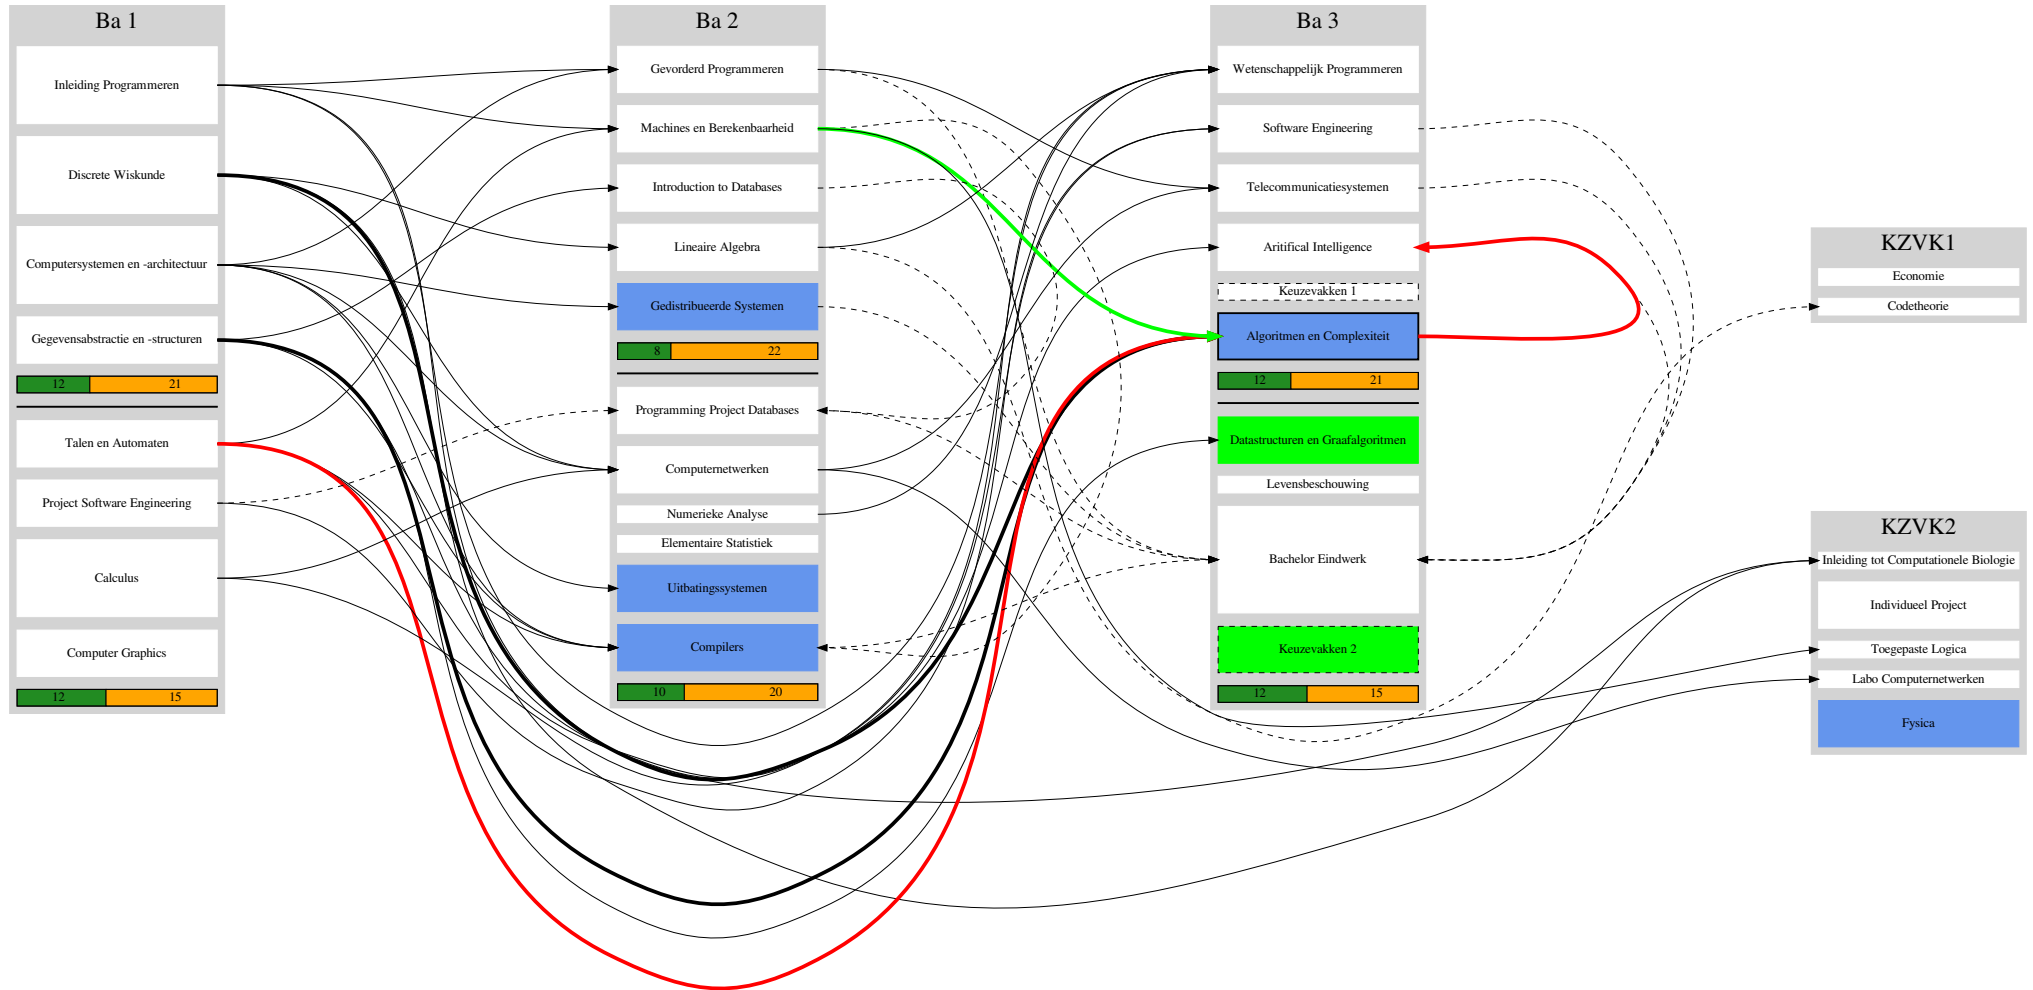 Ba 1
Inleiding Programmeren
Discrete Wiskunde
Computersystemen en -architectuur
Gegevensabstractie en -structuren
12 21
Talen en Automaten
Project Software Engineering
Calculus
Computer Graphics
12 15
Ba 2
Gevorderd Programmeren
Machines en Berekenbaarheid
Introduction to Databases
Lineaire Algebra
Gedistribueerde Systemen
8 22
Programming Project Databases
Computernetwerken
Numerieke Analyse
Elementaire Statistiek
Uitbatingssystemen
Compilers
10 20
Ba 3
Wetenschappelijk Programmeren
Software Engineering
Telecommunicatiesystemen
Aritifical Intelligence
Keuzevakken 1
Algoritmen en Complexiteit
12 21
Datastructuren en Graafalgoritmen
Levensbeschouwing
Bachelor Eindwerk
Keuzevakken 2
12 15
KZVK1
Economie
Codetheorie
KZVK2
Inleiding tot Computationele Biologie
Individueel Project
Toegepaste Logica
Labo Computernetwerken
Fysica